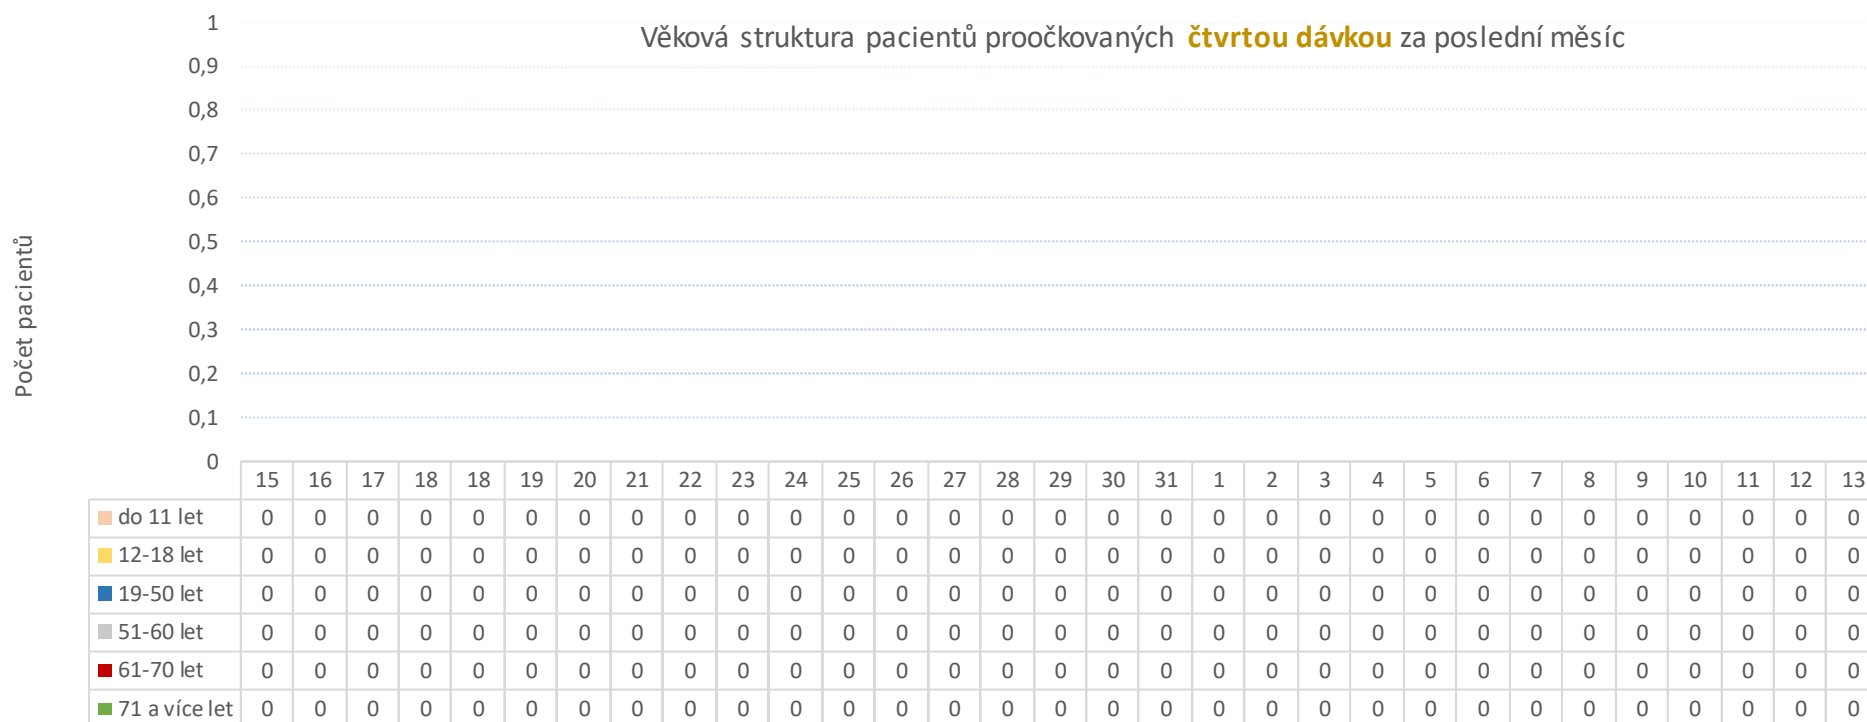 Věková struktura pacientů proočkovaných čtvrtou dávkou za poslední měsíc
Počet pacientů
1
0,9
0,8
0,7
0,6
0,5
0,4
0,3
0,2
0,1
0
15 16 17 18 18 19 20 21 22 23 24 25 26 27 28 29 30 31 1 2 3 4 5 6 7 8 9 10 11 12 13
do 11 let 0 0 0 0 0 0 0 0 0 0 0 0 0 0 0 0 0 0 0 0 0 0 0 0 0 0 0 0 0 0 0
12-18 let 0 0 0 0 0 0 0 0 0 0 0 0 0 0 0 0 0 0 0 0 0 0 0 0 0 0 0 0 0 0 0
19-50 let 0 0 0 0 0 0 0 0 0 0 0 0 0 0 0 0 0 0 0 0 0 0 0 0 0 0 0 0 0 0 0
51-60 let 0 0 0 0 0 0 0 0 0 0 0 0 0 0 0 0 0 0 0 0 0 0 0 0 0 0 0 0 0 0 0
61-70 let 0 0 0 0 0 0 0 0 0 0 0 0 0 0 0 0 0 0 0 0 0 0 0 0 0 0 0 0 0 0 0
71 a více let 0 0 0 0 0 0 0 0 0 0 0 0 0 0 0 0 0 0 0 0 0 0 0 0 0 0 0 0 0 0 0